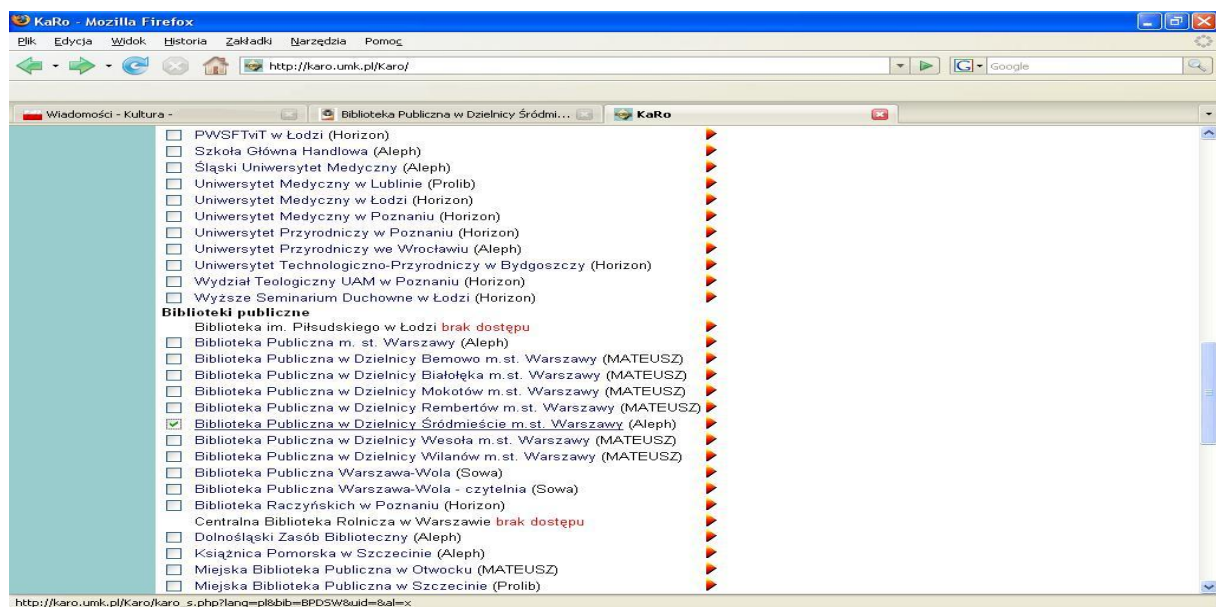 KaRo - Mozilla Firefox
Plik Edycja Widok Historia Zakładki Narzędzia Pomoc
http://karo.umk.pl/Karo/ Google
Wiadomości - Kultura - Biblioteka Publiczna w Dzielnicy Śródmi... KaRo
PWSFTviT w Łodzi (Horizon)
Szkoła Główna Handlowa (Aleph)
Śląski Uniwersytet Medyczny (Aleph)
Uniwersytet Medyczny w Lublinie (Prolib)
Uniwersytet Medyczny w Łodzi (Horizon)
Uniwersytet Medyczny w Poznaniu (Horizon)
Uniwersytet Przyrodniczy w Poznaniu (Horizon)
Uniwersytet Przyrodniczy we Wrocławiu (Aleph)
Uniwersytet Technologiczno-Przyrodniczy w Bydgoszczy (Horizon)
Wydział Teologiczny UAM w Poznaniu (Horizon)
Wyższe Seminarium Duchowne w Łodzi (Horizon)
Biblioteki publiczne
Biblioteka im. Piłsudskiego w Łodzi brak dostępu
Biblioteka Publiczna m. st. Warszawy (Aleph)
Biblioteka Publiczna w Dzielnicy Bemowo m.st. Warszawy (MATEUSZ)
Biblioteka Publiczna w Dzielnicy Białołęka m.st. Warszawy (MATEUSZ)
Biblioteka Publiczna w Dzielnicy Mokotów m.st. Warszawy (MATEUSZ)
Biblioteka Publiczna w Dzielnicy Rembertów m.st. Warszawy (MATEUSZ)
Biblioteka Publiczna w Dzielnicy Śródmieście m.st. Warszawy (Aleph)
Biblioteka Publiczna w Dzielnicy Wesoła m.st. Warszawy (MATEUSZ)
Biblioteka Publiczna w Dzielnicy Wilanów m.st. Warszawy (MATEUSZ)
Biblioteka Publiczna Warszawa-Wola (Sowa)
Biblioteka Publiczna Warszawa-Wola - czytelnia (Sowa)
Biblioteka Raczyńskich w Poznaniu (Horizon)
Centralna Biblioteka Rolnicza w Warszawie brak dostępu
Dolnośląski Zasób Biblioteczny (Aleph)
Książnica Pomorska w Szczecinie (Aleph)
Miejska Biblioteka Publiczna w Otwocku (MATEUSZ)
Miejska Biblioteka Publiczna w Szczecinie (Prolib)
http://karo.umk.pl/Karo/karo_s.php?lang=pl&bib=BPDSW&uid=&al=x